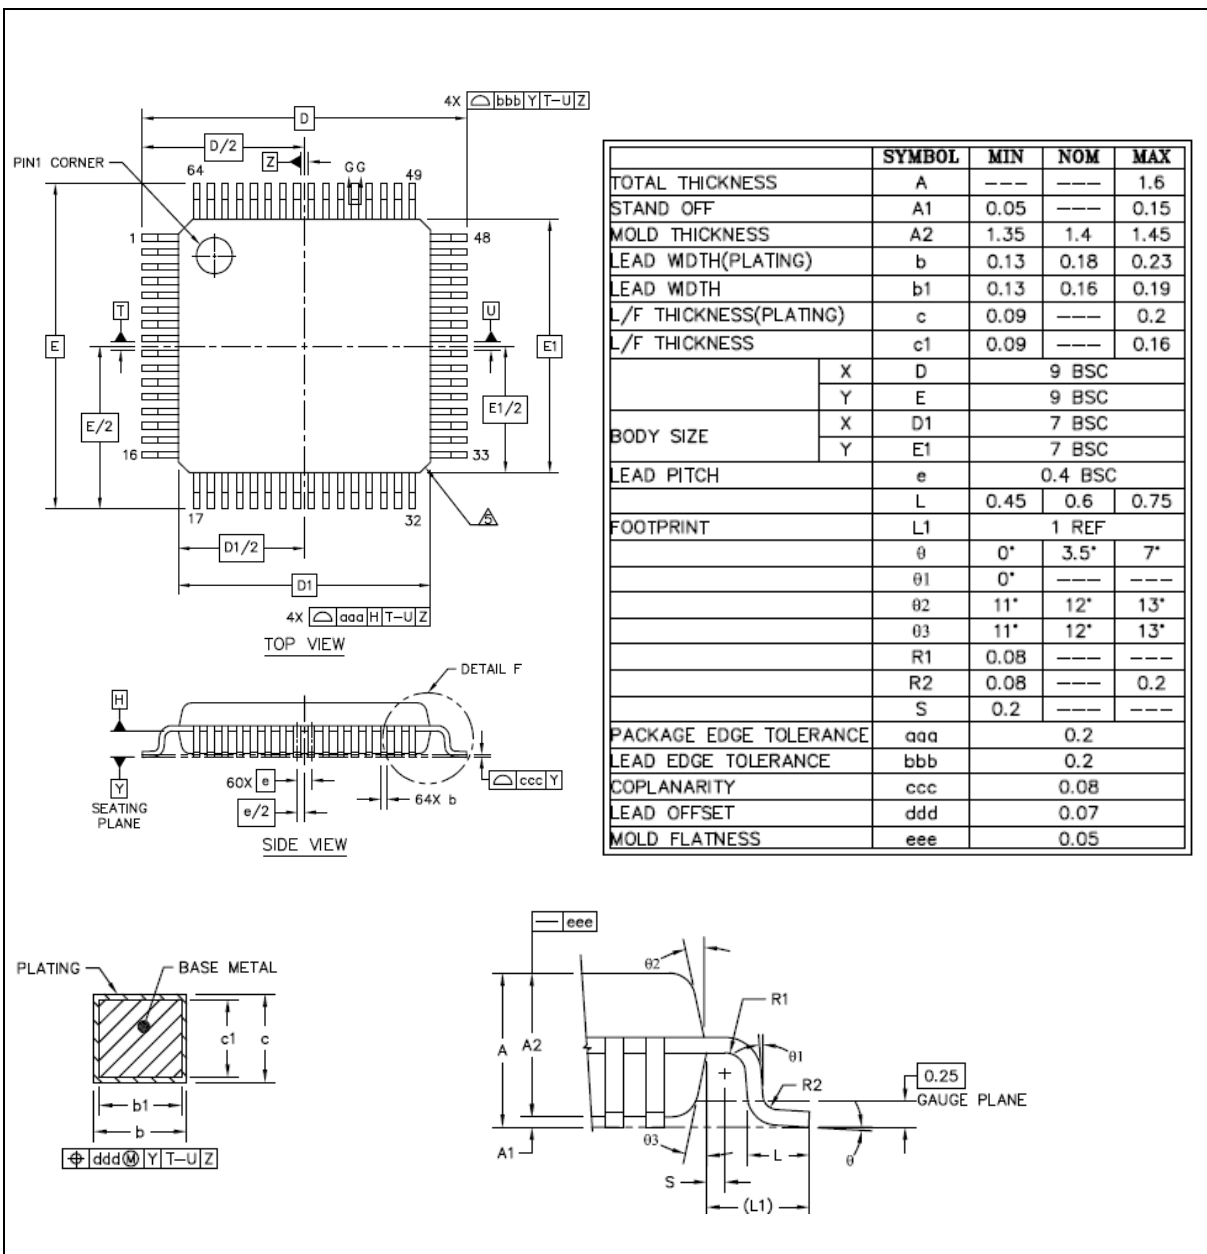 4X bbb Y T-U Z
D
D/2
Z
PIN1 CORNER
64
G G
49
1
48
T
U
E
E1
E1/2
E/2
16
33
17
32
5
D1/2
D1
4X aaa H T-U Z
TOP VIEW
DETAIL F
H
Y
SEATING
PLANE
60X e
e/2
64X b
ccc Y
SIDE VIEW
SYMBOL MIN NOM MAX
TOTAL THICKNESS A --- --- 1.6
STAND OFF A1 0.05 --- 0.15
MOLD THICKNESS A2 1.35 1.4 1.45
LEAD WIDTH(PLATING) b 0.13 0.18 0.23
LEAD WIDTH b1 0.13 0.16 0.19
L/F THICKNESS(PLATING) c 0.09 --- 0.2
L/F THICKNESS c1 0.09 --- 0.16
X D 9 BSC
Y E 9 BSC
BODY SIZE X D1 7 BSC
Y E1 7 BSC
LEAD PITCH e 0.4 BSC
L 0.45 0.6 0.75
FOOTPRINT L1 1 REF
θ 0° 3.5° 7°
θ1 0° --- ---
θ2 11° 12° 13°
θ3 11° 12° 13°
R1 0.08 --- ---
R2 0.08 --- 0.2
S 0.2 --- ---
PACKAGE EDGE TOLERANCE aaa 0.2
LEAD EDGE TOLERANCE bbb 0.2
COPLANARITY ccc 0.08
LEAD OFFSET ddd 0.07
MOLD FLATNESS eee 0.05
PLATING
BASE METAL
c1
c
b1
b
ddd Ⓜ Y T-U Z
eee
θ2
R1
A
A2
θ1
R2
0.25
GAUGE PLANE
A1
θ3
L
θ
S
(L1)